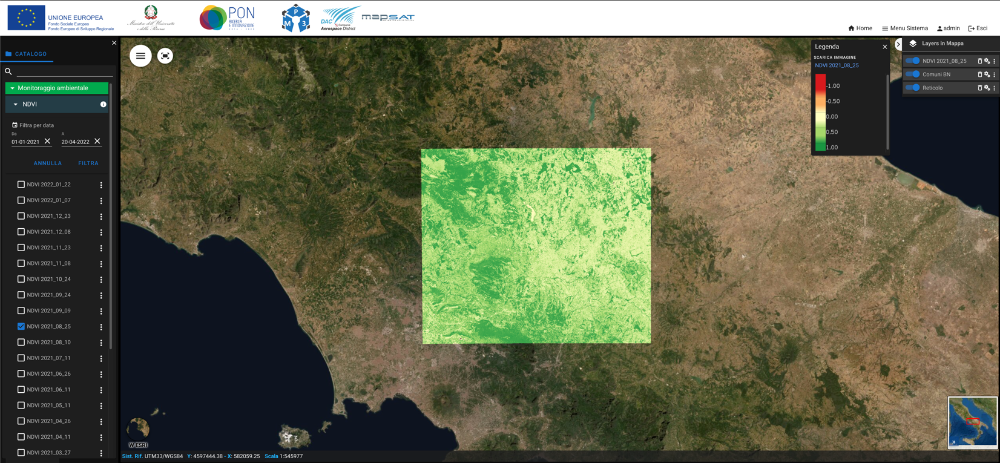 UNIONE EUROPEA
Fondo Sociale Europeo
Fondo Europeo di Sviluppo Regionale
Ministero dell'Università
e della Ricerca
PON
RICERCA
E INNOVAZIONE
2014 - 2020
P
M 3
DAC Campania
Aerospace District
mapsat
Home Menu Sistema admin Esci
CATALOGO
Monitoraggio ambientale
NDVI
Filtra per data
Da A
01-01-2021 20-04-2022
ANNULLA FILTRA
NDVI 2022_01_22
NDVI 2022_01_07
NDVI 2021_12_23
NDVI 2021_12_08
NDVI 2021_11_23
NDVI 2021_11_08
NDVI 2021_10_24
NDVI 2021_09_24
NDVI 2021_09_09
NDVI 2021_08_25
NDVI 2021_08_10
NDVI 2021_07_11
NDVI 2021_06_26
NDVI 2021_06_11
NDVI 2021_05_11
NDVI 2021_04_26
NDVI 2021_04_11
NDVI 2021_03_27
Legenda
SCARICA IMMAGINE
NDVI 2021_08_25
-1,00
-0,50
0,00
0,50
1,00
Layers in Mappa
NDVI 2021_08_25
Comuni BN
Reticolo
W.ESRI
»
Sist. Rif. UTM33/WGS84 Y: 4597444.38 - X: 582059.25 Scala 1:545977